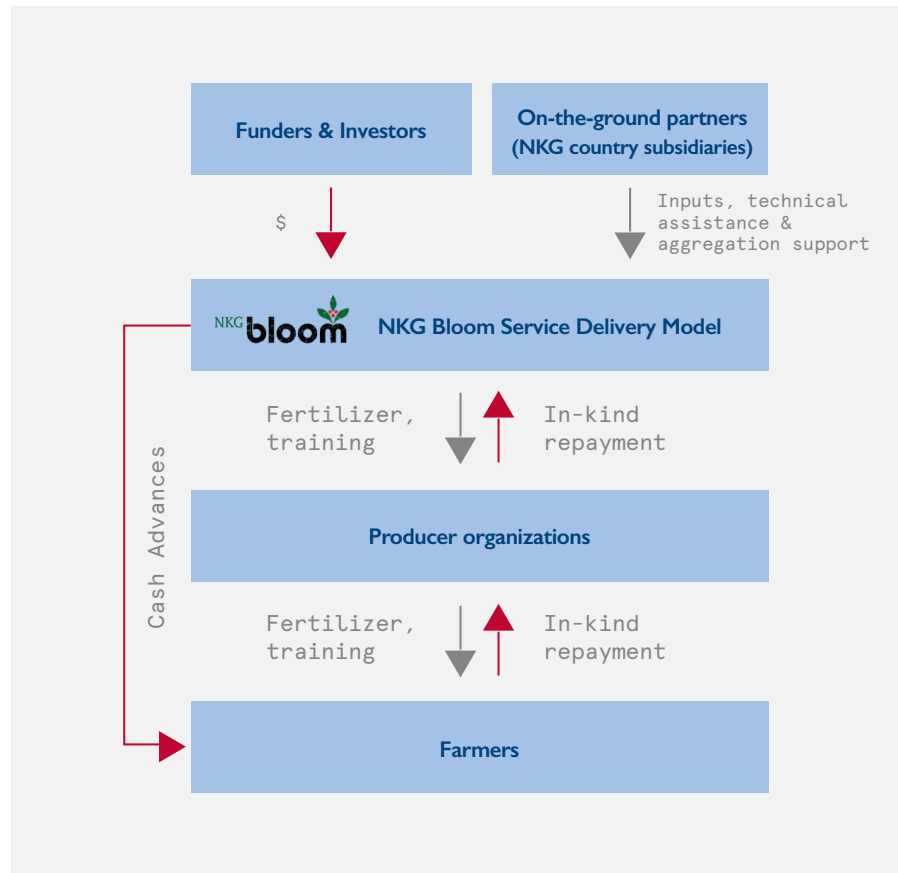 Funders & Investors
On-the-ground partners
(NKG country subsidiaries)
$
Inputs, technical
assistance &
aggregation support
NKG bloom
NKG Bloom Service Delivery Model
Fertilizer,
training
In-kind
repayment
Cash Advances
Producer organizations
Fertilizer,
training
In-kind
repayment
Farmers